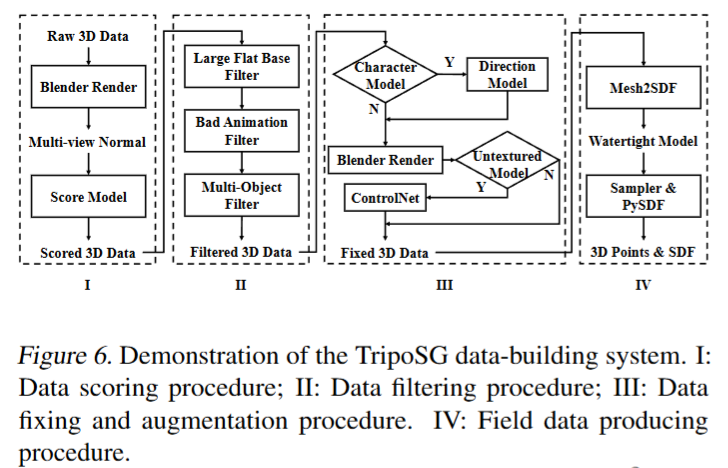 Raw 3D Data
Blender Render
Multi-view Normal
Score Model
Scored 3D Data
I
Large Flat Base
Filter
Bad Animation
Filter
Multi-Object
Filter
Filtered 3D Data
II
Character
Model
Y
Direction
Model
N
Blender Render
Untextured
Model
Y
N
ControlNet
Fixed 3D Data
III
Mesh2SDF
Watertight Model
Sampler &
PySDF
3D Points & SDF
IV
Figure 6. Demonstration of the TripoSG data-building system. I:
Data scoring procedure; II: Data filtering procedure; III: Data
fixing and augmentation procedure. IV: Field data producing
procedure.